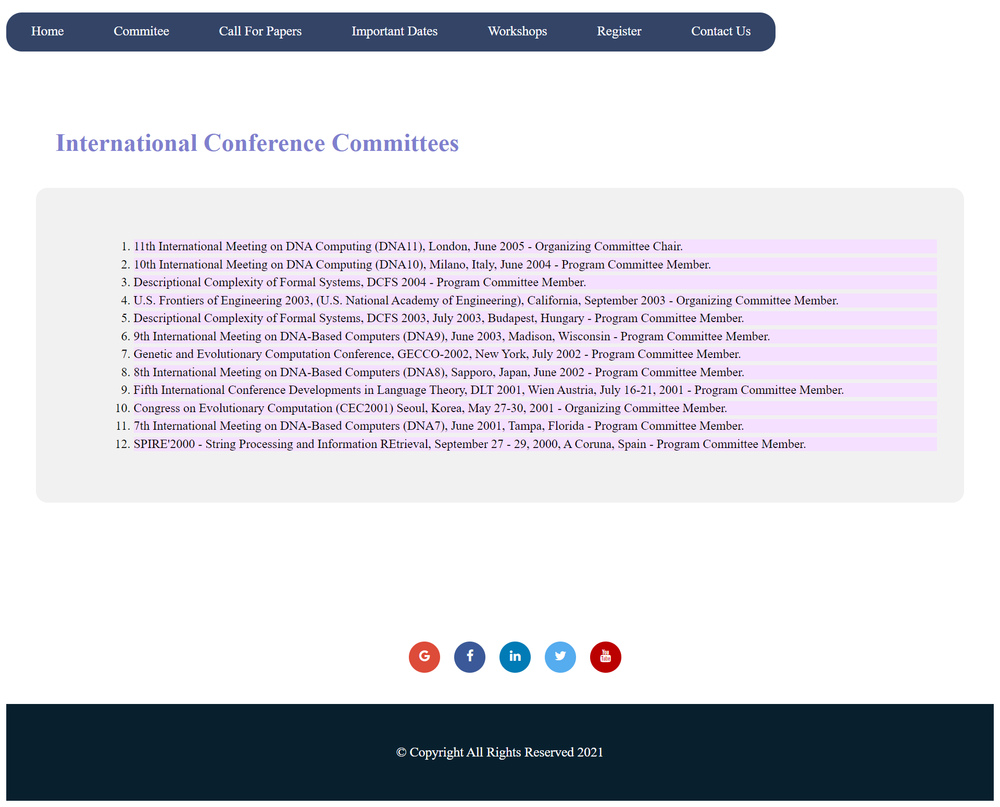 Home Commitee Call For Papers Important Dates Workshops Register Contact Us
International Conference Committees
1. 11th International Meeting on DNA Computing (DNA11), London, June 2005 - Organizing Committee Chair.
2. 10th International Meeting on DNA Computing (DNA10), Milano, Italy, June 2004 - Program Committee Member.
3. Descriptional Complexity of Formal Systems, DCFS 2004 - Program Committee Member.
4. U.S. Frontiers of Engineering 2003, (U.S. National Academy of Engineering), California, September 2003 - Organizing Committee Member.
5. Descriptional Complexity of Formal Systems, DCFS 2003, July 2003, Budapest, Hungary - Program Committee Member.
6. 9th International Meeting on DNA-Based Computers (DNA9), June 2003, Madison, Wisconsin - Program Committee Member.
7. Genetic and Evolutionary Computation Conference, GECCO-2002, New York, July 2002 - Program Committee Member.
8. 8th International Meeting on DNA-Based Computers (DNA8), Sapporo, Japan, June 2002 - Program Committee Member.
9. Fifth International Conference Developments in Language Theory, DLT 2001, Wien Austria, July 16-21, 2001 - Program Committee Member.
10. Congress on Evolutionary Computation (CEC2001) Seoul, Korea, May 27-30, 2001 - Organizing Committee Member.
11. 7th International Meeting on DNA-Based Computers (DNA7), June 2001, Tampa, Florida - Program Committee Member.
12. SPIRE'2000 - String Processing and Information REtrieval, September 27 - 29, 2000, A Coruna, Spain - Program Committee Member.
G f in You Tube
© Copyright All Rights Reserved 2021